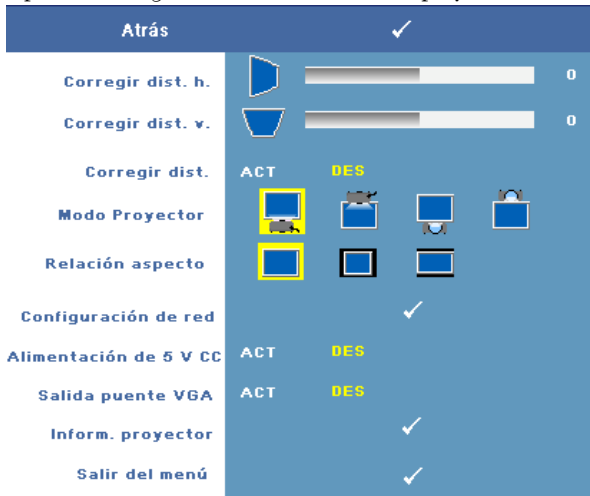 Atrás
Corregir dist. h. 0
Corregir dist. v. 0
Corregir dist. ACT DES
Modo Proyector
Relación aspecto
Configuración de red
Alimentación de 5 V CC ACT DES
Salida puente VGA ACT DES
Inform. proyector
Salir del menú